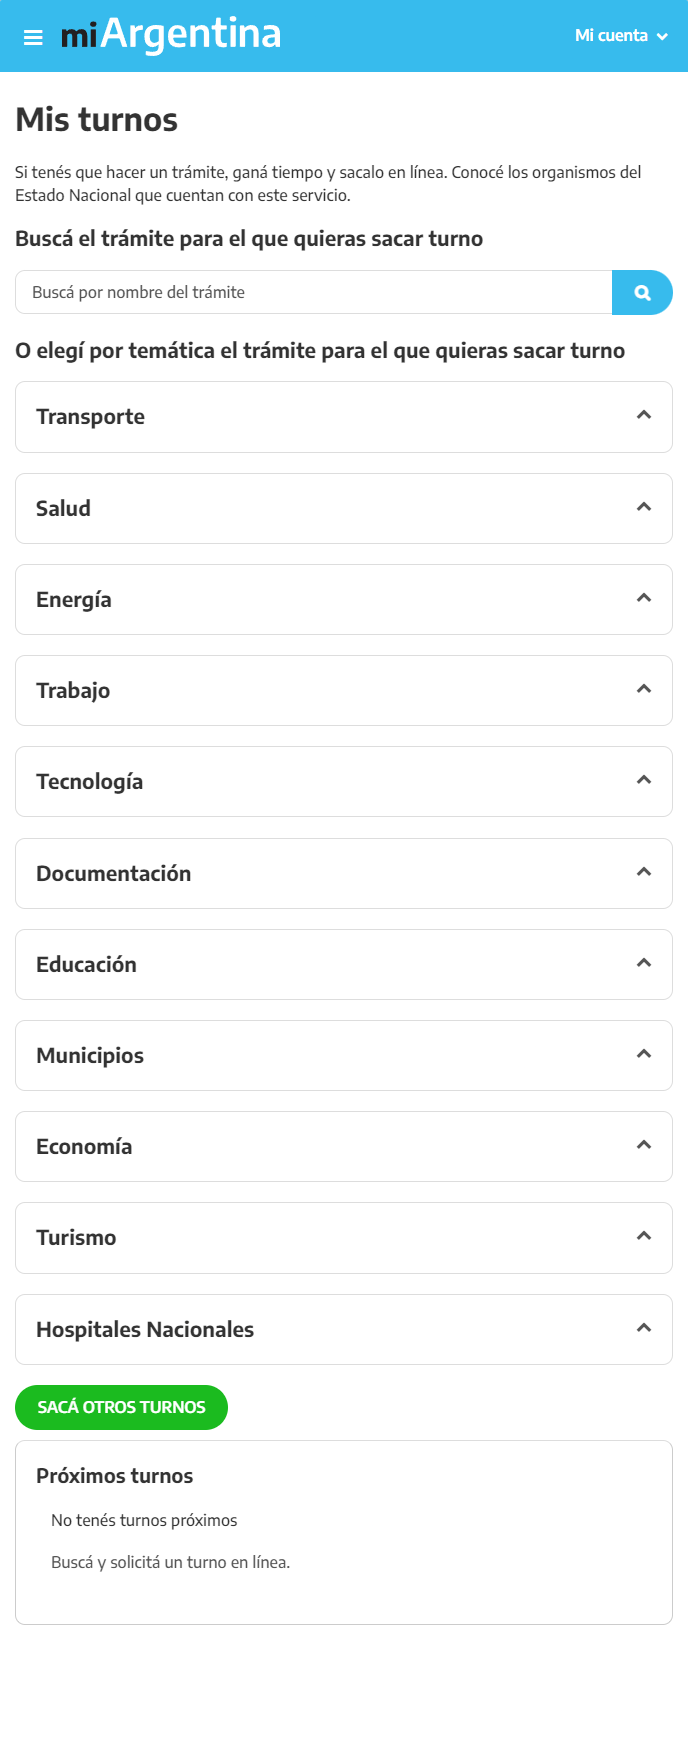 miArgentina
Mi cuenta
Mis turnos
Si tenés que hacer un trámite, ganá tiempo y sacalo en línea. Conocé los organismos del
Estado Nacional que cuentan con este servicio.
Buscá el trámite para el que quieras sacar turno
Buscá por nombre del trámite
O elegí por temática el trámite para el que quieras sacar turno
Transporte
Salud
Energía
Trabajo
Tecnología
Documentación
Educación
Municipios
Economía
Turismo
Hospitales Nacionales
SACÁ OTROS TURNOS
Próximos turnos
No tenés turnos próximos
Buscá y solicitá un turno en línea.